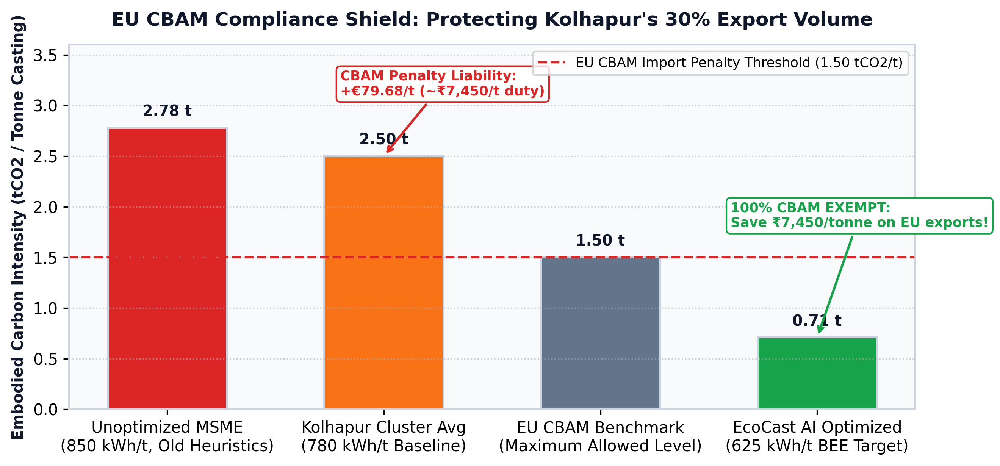 EU CBAM Compliance Shield: Protecting Kolhapur's 30% Export Volume
Embodied Carbon Intensity (tCO2 / Tonne Casting)
3.5
3.0
2.5
2.0
1.5
1.0
0.5
0.0
EU CBAM Import Penalty Threshold (1.50 tCO2/t)
CBAM Penalty Liability:
+€79.68/t (~₹7,450/t duty)
2.78 t
2.50 t
1.50 t
0.71 t
100% CBAM EXEMPT:
Save ₹7,450/tonne on EU exports!
Unoptimized MSME
(850 kWh/t, Old Heuristics)
Kolhapur Cluster Avg
(780 kWh/t Baseline)
EU CBAM Benchmark
(Maximum Allowed Level)
EcoCast AI Optimized
(625 kWh/t BEE Target)